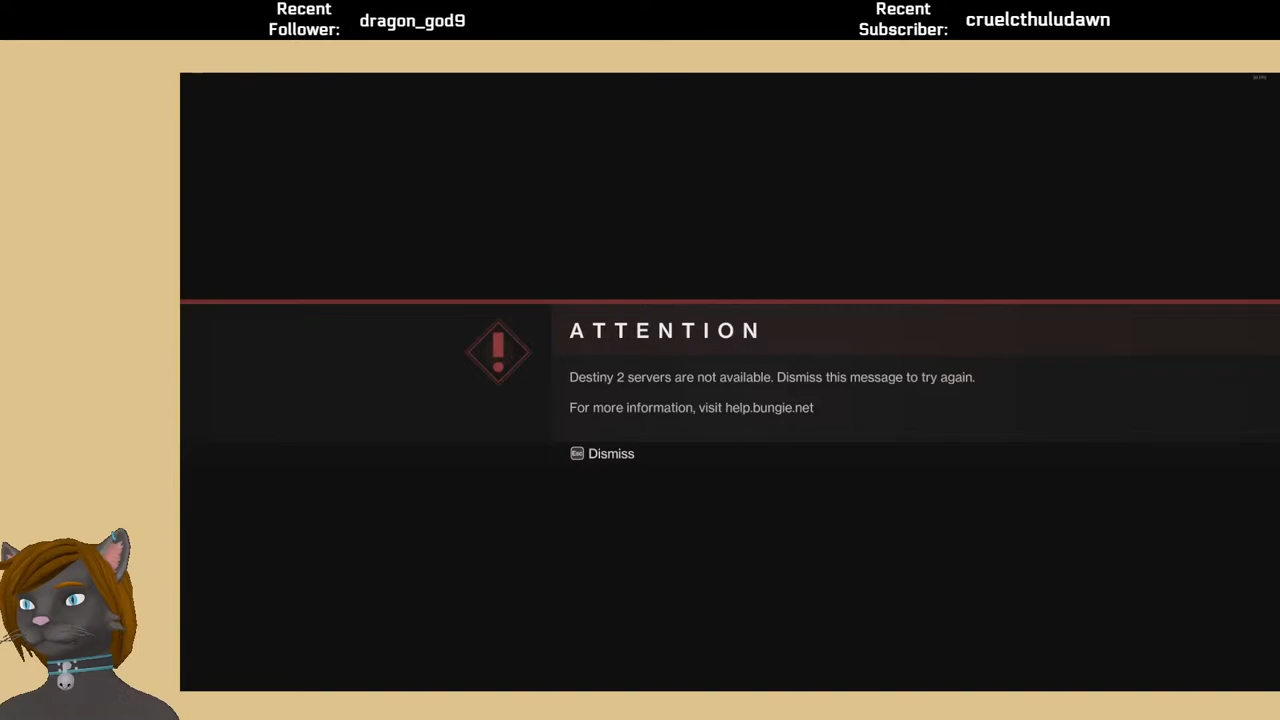 Recent
Follower:
dragon_god9
Recent
Subscriber:
cruelcthuludawn
ATTENTION
Destiny 2 servers are not available. Dismiss this message to try again.
For more information, visit help.bungie.net
Esc Dismiss